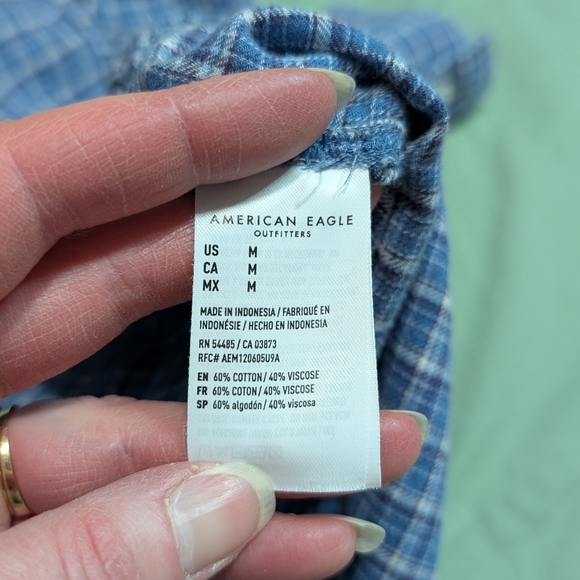 AMERICAN EAGLE
OUTFITTERS
US M
CA M
MX M
MADE IN INDONESIA / FABRIQUÉ EN
INDONÉSIE / HECHO EN INDONESIA
RN 54485 / CA 03873
RFC# AEM120605U9A
EN 60% COTTON / 40% VISCOSE
FR 60% COTON / 40% VISCOSE
SP 60% algodón / 40% viscosa